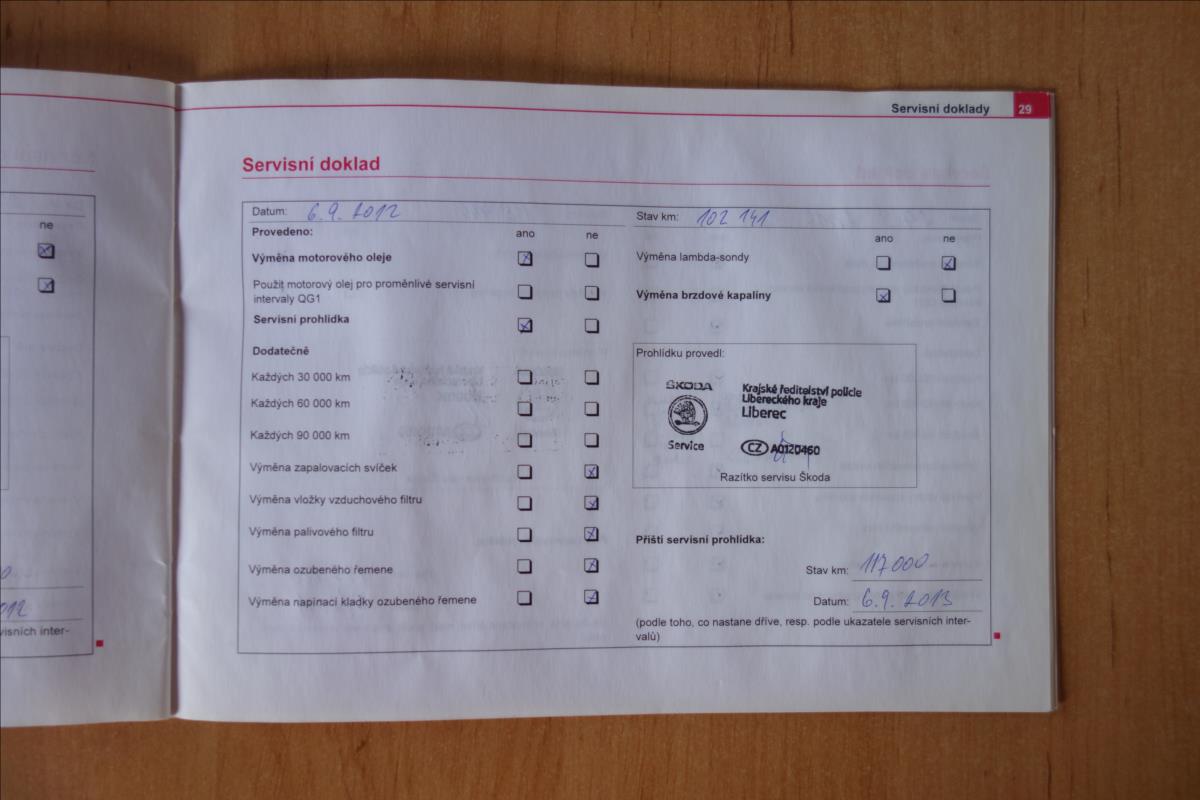 Servisní doklady 29
Servisní doklad
ne
Datum: 6.9.2012
Provedeno:
ano ne
Výměna motorového oleje
Použit motorový olej pro proměnlivé servisní
intervaly QG1
Servisní prohlídka
Dodatečně
Každých 30 000 km
Každých 60 000 km
Každých 90 000 km
Výměna zapalovacích svíček
Výměna vložky vzduchového filtru
Výměna palivového filtru
Výměna ozubeného řemene
Výměna napínací kladky ozubeného řemene
Stav km: 102 141
ano ne
Výměna lambda-sondy
Výměna brzdové kapaliny
Prohlídku provedl:
ŠKODA
Service
Krajské ředitelství policie
Libereckého kraje
Liberec
CZ A0120460
Razítko servisu Škoda
Příští servisní prohlídka:
Stav km: 117 000
Datum: 6.9.2013
(podle toho, co nastane dříve, resp. podle ukazatele servisních inter-
valů)